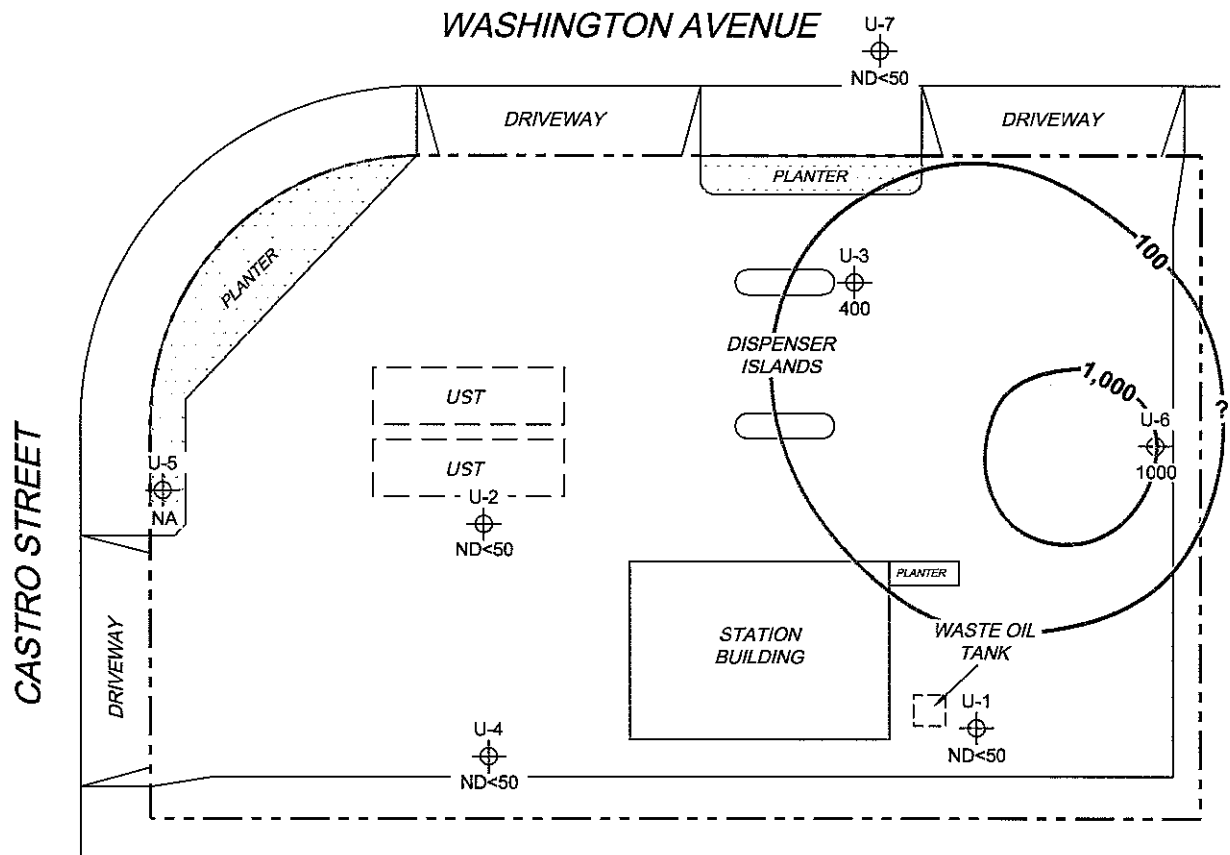 WASHINGTON AVENUE
U-7
ND<50
DRIVEWAY
DRIVEWAY
PLANTER
PLANTER
100
U-3
400
DISPENSER
ISLANDS
1,000
UST
UST
?
U-6
1000
CASTRO STREET
U-5
NA
U-2
ND<50
PLANTER
STATION
BUILDING
WASTE OIL
TANK
DRIVEWAY
U-4
ND<50
U-1
ND<50